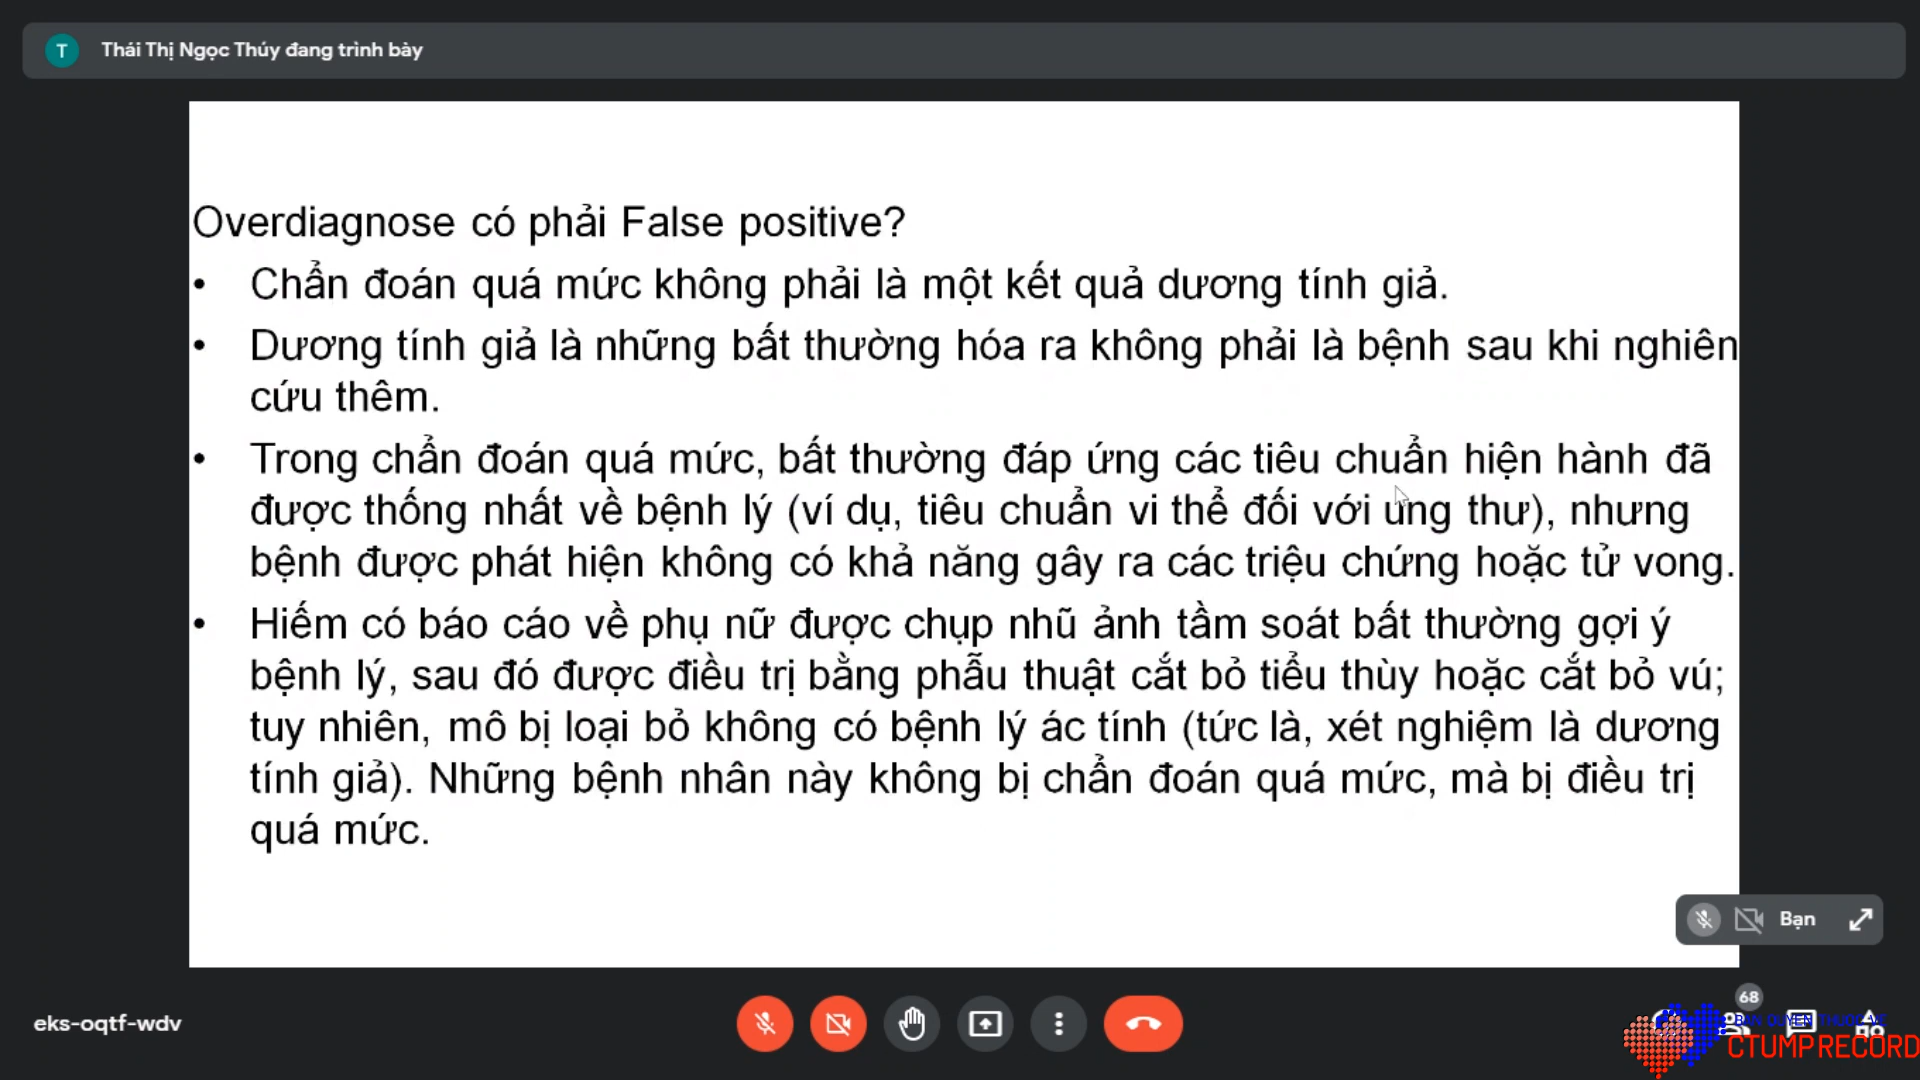 T Thái Thị Ngọc Thúy đang trình bày
Overdiagnose có phải False positive?
• Chẩn đoán quá mức không phải là một kết quả dương tính giả.
• Dương tính giả là những bất thường hóa ra không phải là bệnh sau khi nghiên
cứu thêm.
• Trong chẩn đoán quá mức, bất thường đáp ứng các tiêu chuẩn hiện hành đã
được thống nhất về bệnh lý (ví dụ, tiêu chuẩn vi thể đối với ung thư), nhưng
bệnh được phát hiện không có khả năng gây ra các triệu chứng hoặc tử vong.
• Hiếm có báo cáo về phụ nữ được chụp nhũ ảnh tầm soát bất thường gợi ý
bệnh lý, sau đó được điều trị bằng phẫu thuật cắt bỏ tiểu thùy hoặc cắt bỏ vú;
tuy nhiên, mô bị loại bỏ không có bệnh lý ác tính (tức là, xét nghiệm là dương
tính giả). Những bệnh nhân này không bị chẩn đoán quá mức, mà bị điều trị
quá mức.
Bạn
68
eks-oqtf-wdv
BẢN QUYỀN THUỘC VỀ
CTUMP RECORD